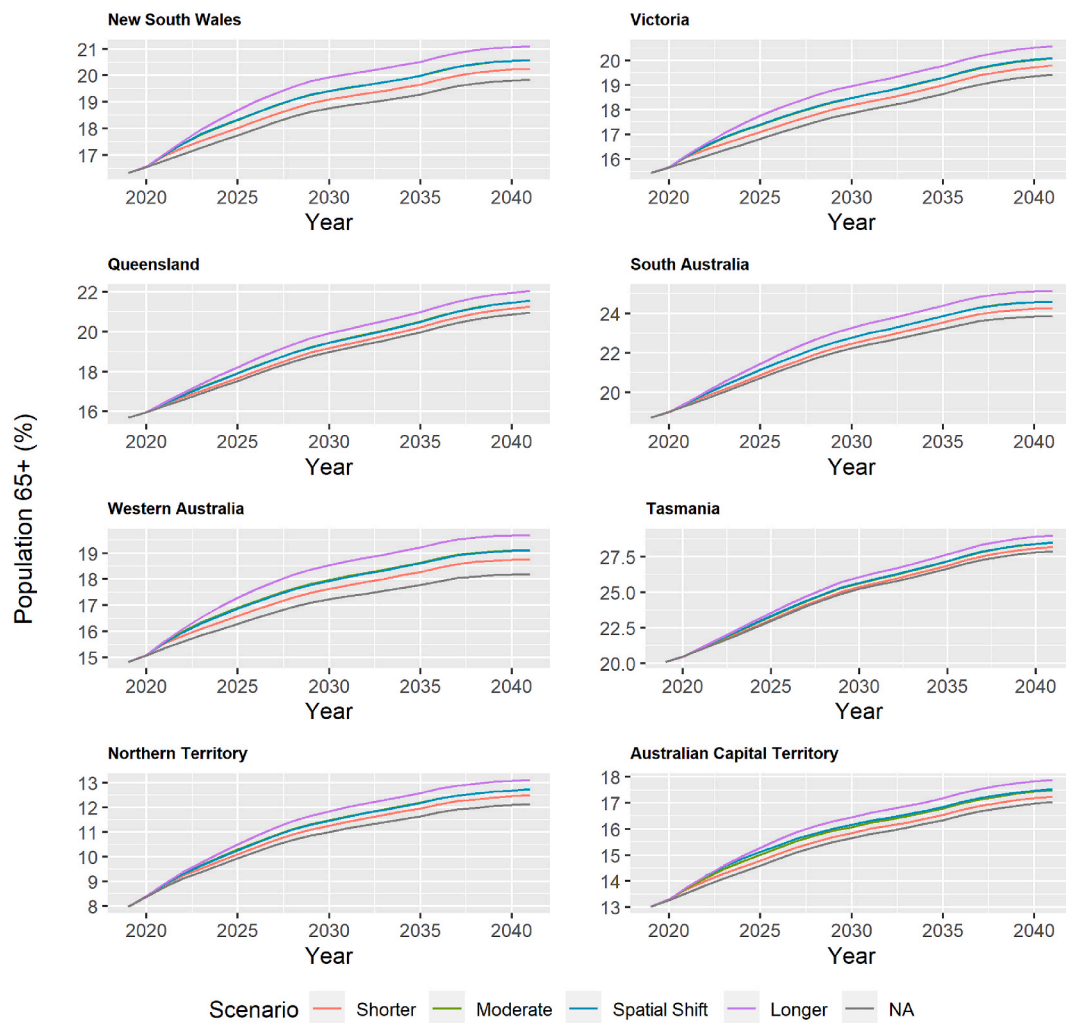 New South Wales
21
20
19
18
17
2020 2025 2030 2035 2040
Year
Victoria
20
19
18
17
16
2020 2025 2030 2035 2040
Year
Queensland
22
20
18
16
2020 2025 2030 2035 2040
Year
South Australia
24
22
20
2020 2025 2030 2035 2040
Year
Population 65+ (%)
Western Australia
19
18
17
16
15
2020 2025 2030 2035 2040
Year
Tasmania
27.5
25.0
22.5
20.0
2020 2025 2030 2035 2040
Year
Northern Territory
13
12
11
10
9
8
2020 2025 2030 2035 2040
Year
Australian Capital Territory
18
17
16
15
14
13
2020 2025 2030 2035 2040
Year
Scenario Shorter Moderate Spatial Shift Longer NA